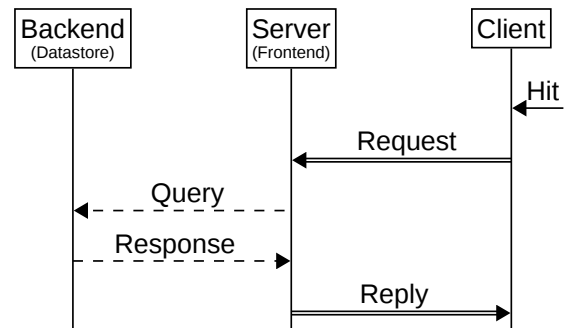 Backend
(Datastore)
Server
(Frontend)
Client
Hit
Request
Query
Response
Reply